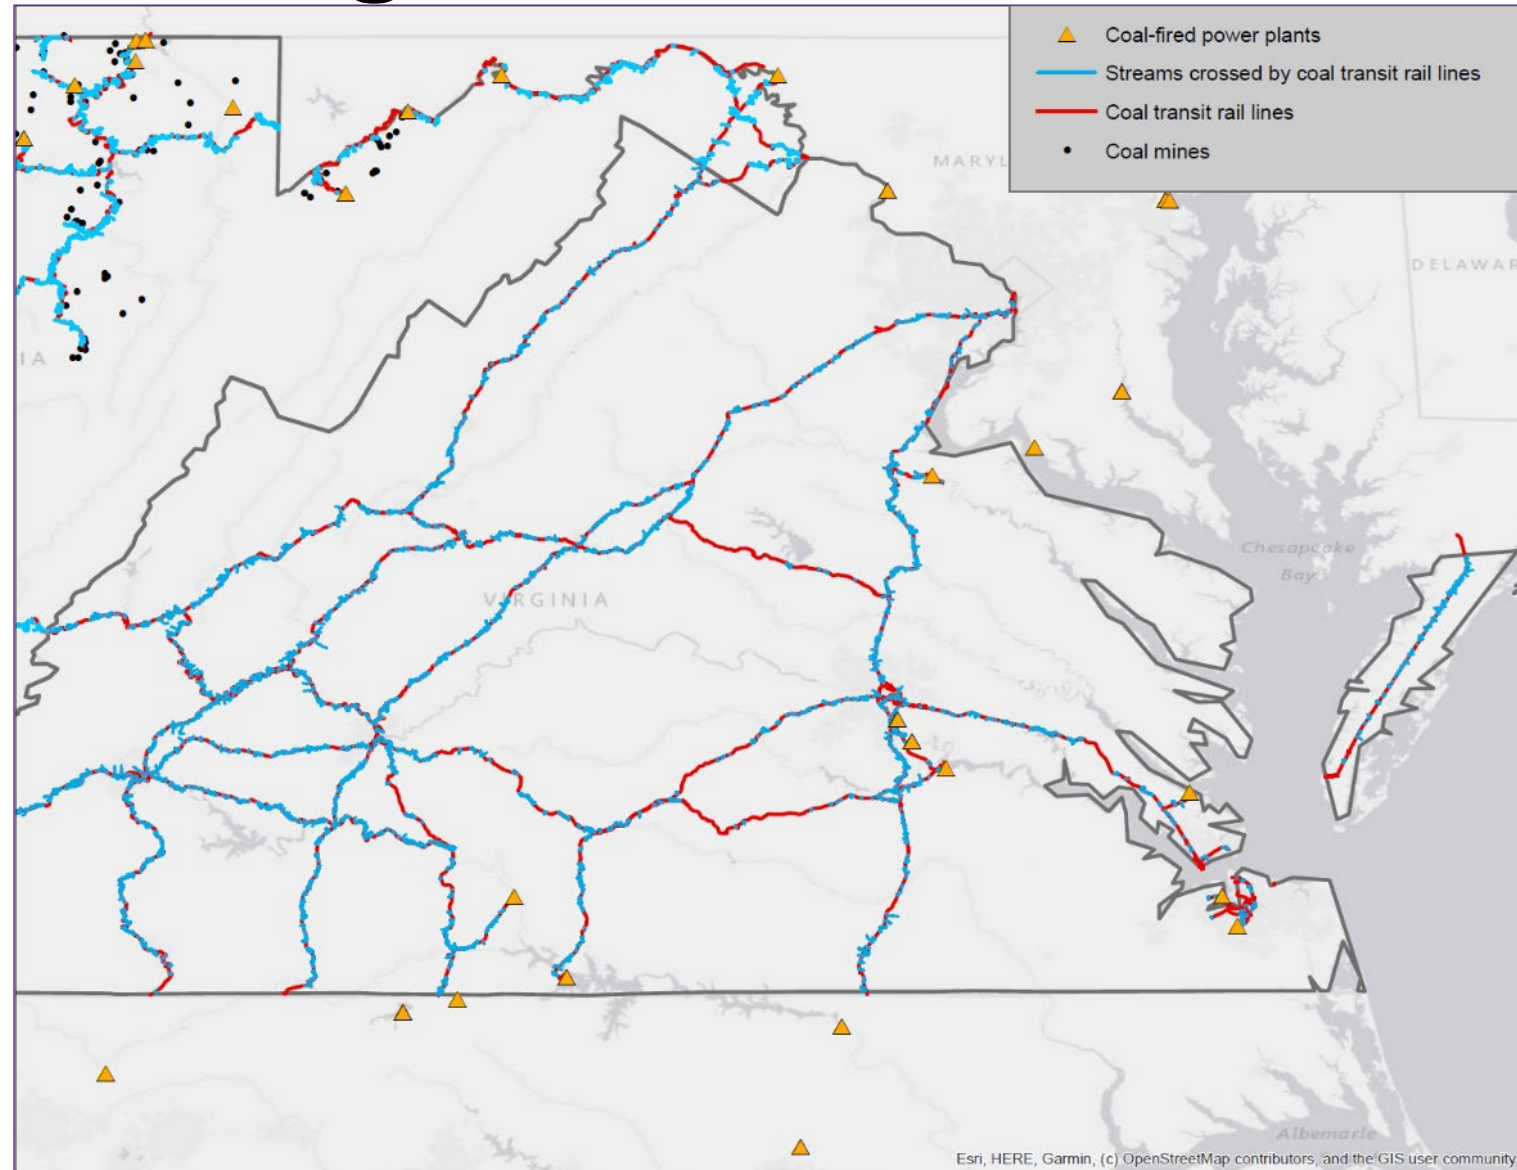 Coal-fired power plants
Streams crossed by coal transit rail lines
Coal transit rail lines
Coal mines
MARYL
DELAWAR
IA
Chesapeake
Bay
VIRGINIA
Albemarle
Esri, HERE, Garmin, (c) OpenStreetMap contributors, and the GIS user community